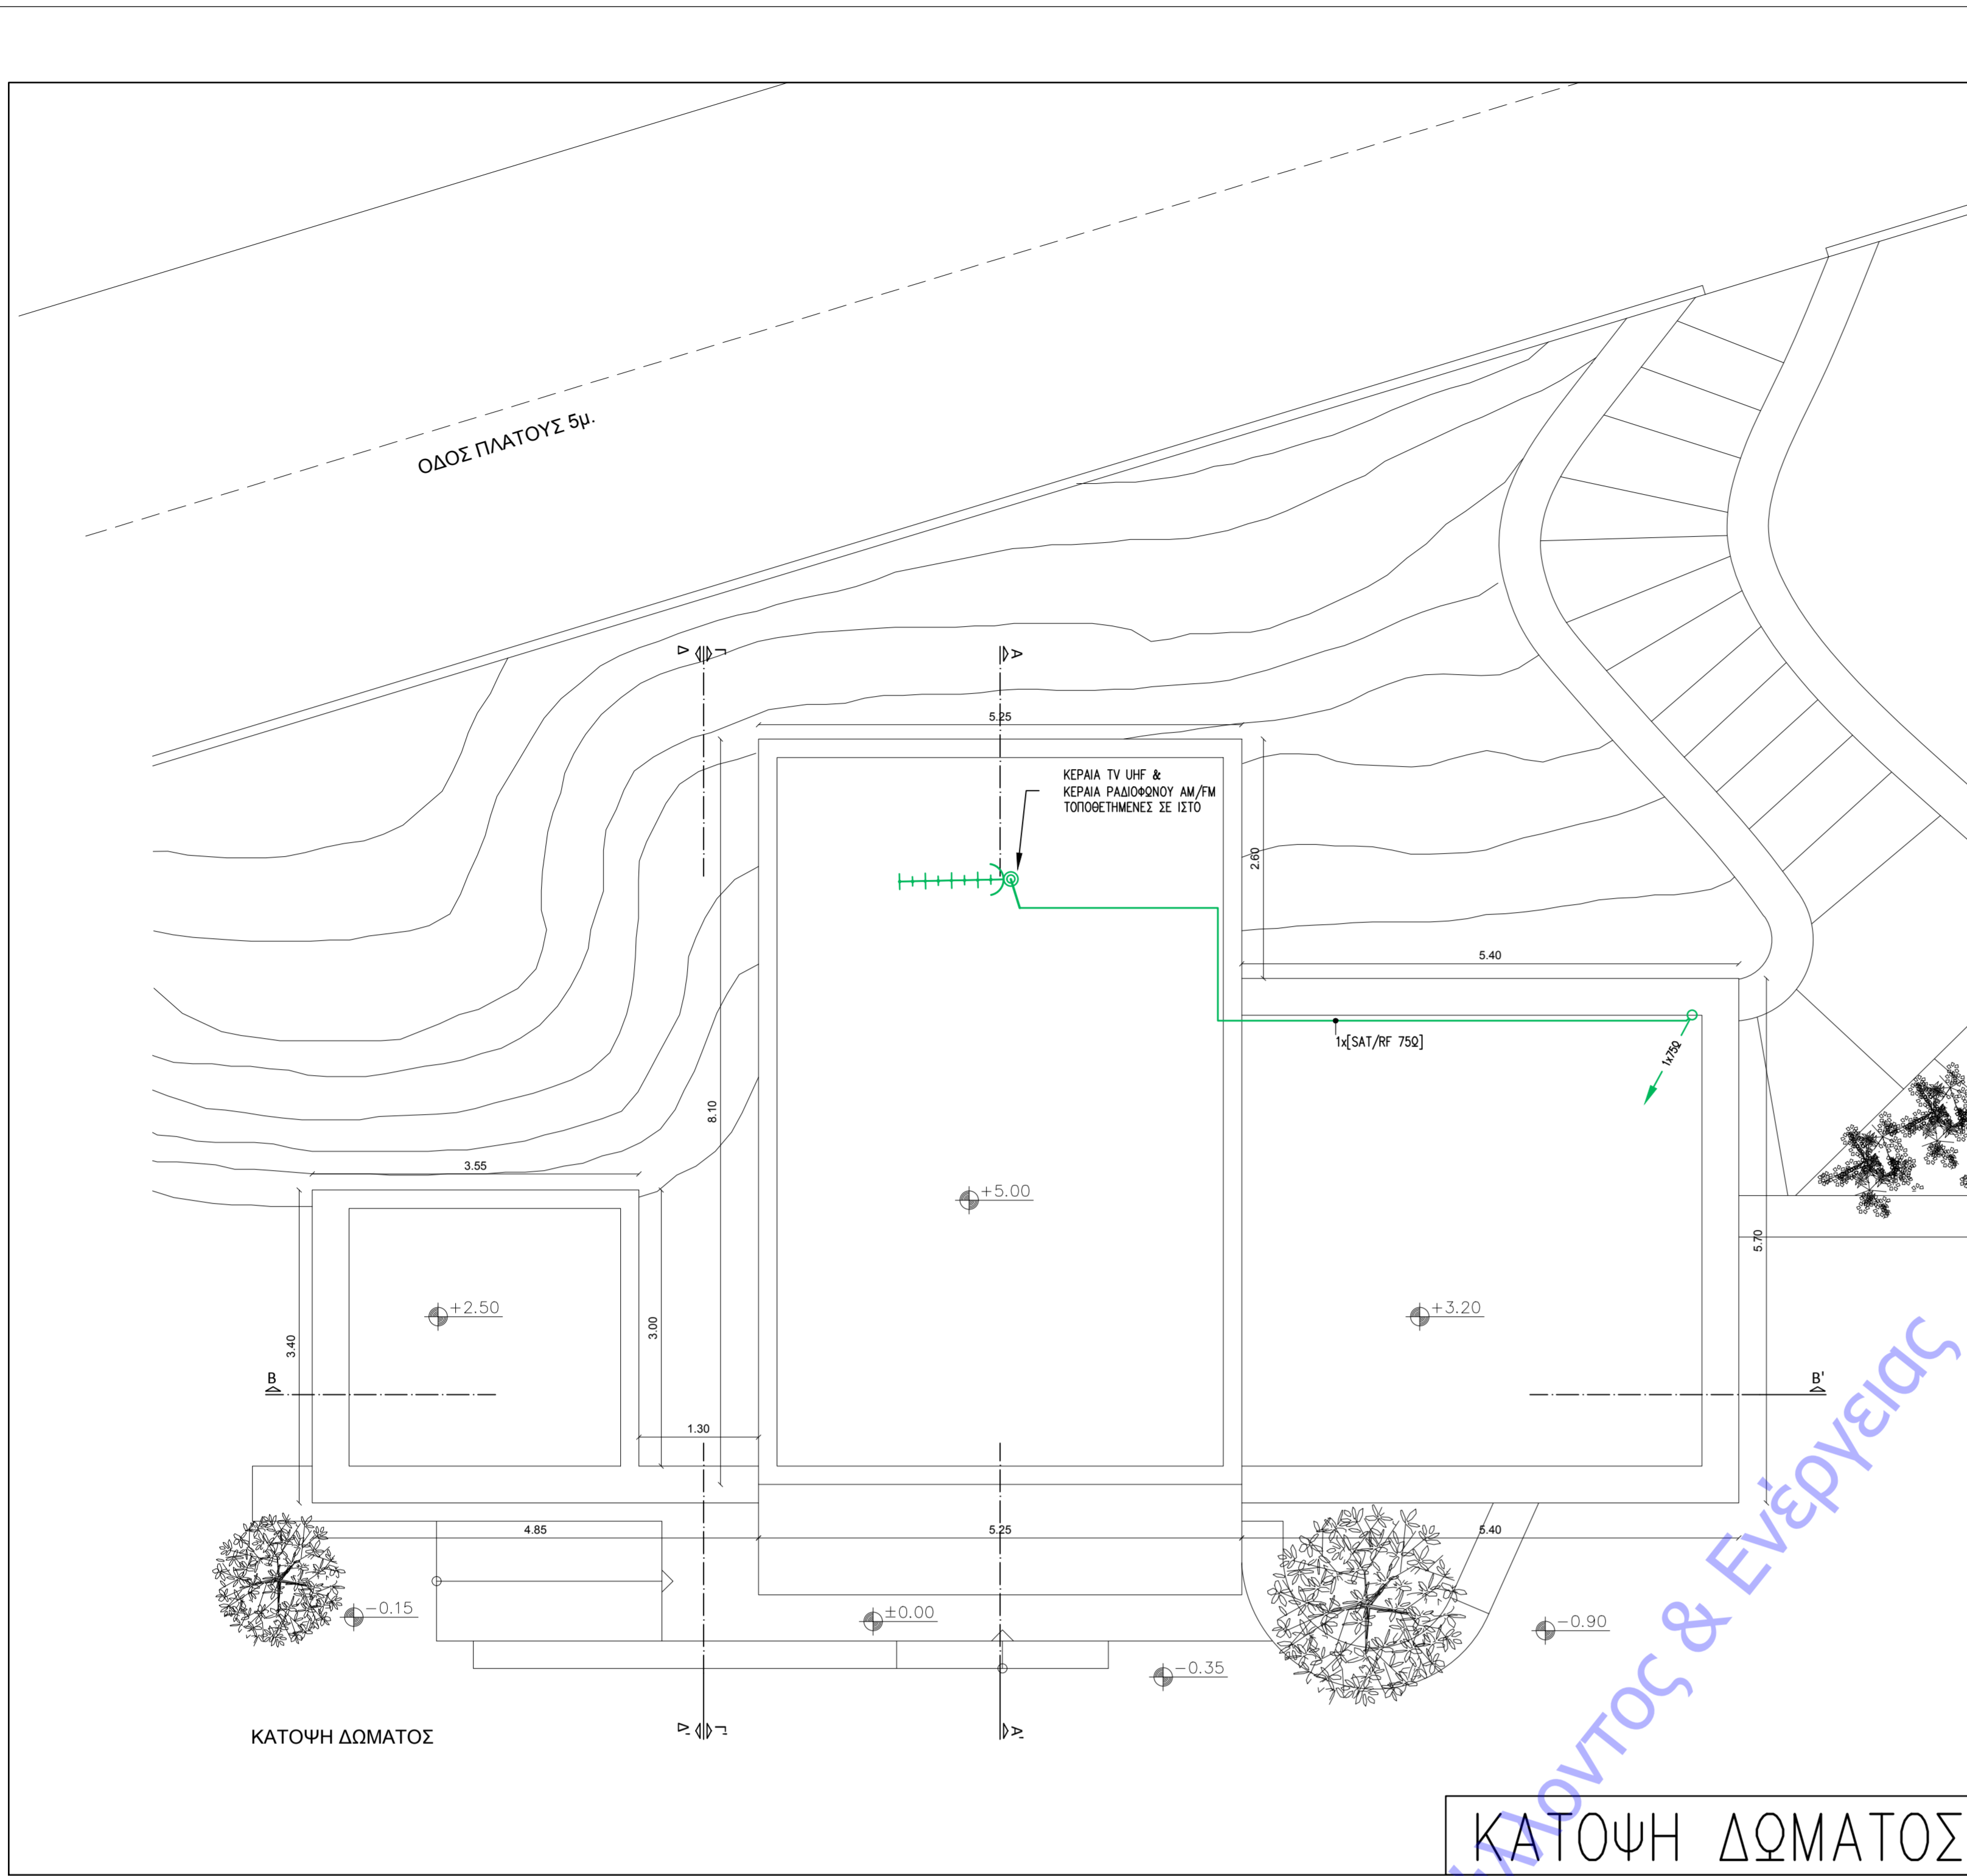 ΟΔΟΣ ΠΛΑΤΟΥΣ 5μ.
Δ Γ
Α
5.25
ΚΕΡΑΙΑ TV UHF &
ΚΕΡΑΙΑ ΡΑΔΙΟΦΩΝΟΥ AM/FM
ΤΟΠΟΘΕΤΗΜΕΝΕΣ ΣΕ ΙΣΤΟ
2.60
5.40
1x[SAT/RF 75Ω]
1x75Ω
8.10
3.55
+5.00
5.70
+2.50
+3.20
3.00
3.40
B
B'
1.30
4.85
5.25
5.40
-0.15
±0.00
-0.90
-0.35
Δ' Γ'
Α'
ΚΑΤΟΨΗ ΔΩΜΑΤΟΣ
ΚΑΤΟΨΗ ΔΩΜΑΤΟΣ
& Ενέργειας